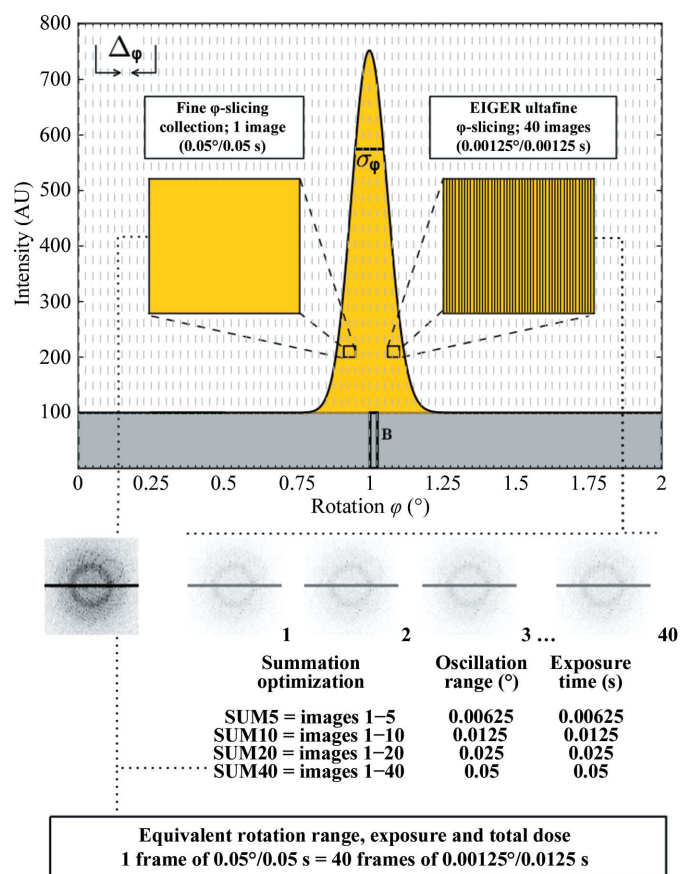 800
700
600
500
400
300
200
100
Intensity (AU)
Δφ
Fine φ-slicing
collection; 1 image
(0.05°/0.05 s)
EIGER ultafine
φ-slicing; 40 images
(0.00125°/0.00125 s)
σφ
B
0 0.25 0.5 0.75 1 1.25 1.5 1.75 2
Rotation φ (°)
1 2 3 … 40
Summation Oscillation Exposure
optimization range (°) time (s)
SUM5 = images 1−5 0.00625 0.00625
SUM10 = images 1−10 0.0125 0.0125
SUM20 = images 1−20 0.025 0.025
SUM40 = images 1−40 0.05 0.05
Equivalent rotation range, exposure and total dose
1 frame of 0.05°/0.05 s = 40 frames of 0.00125°/0.0125 s